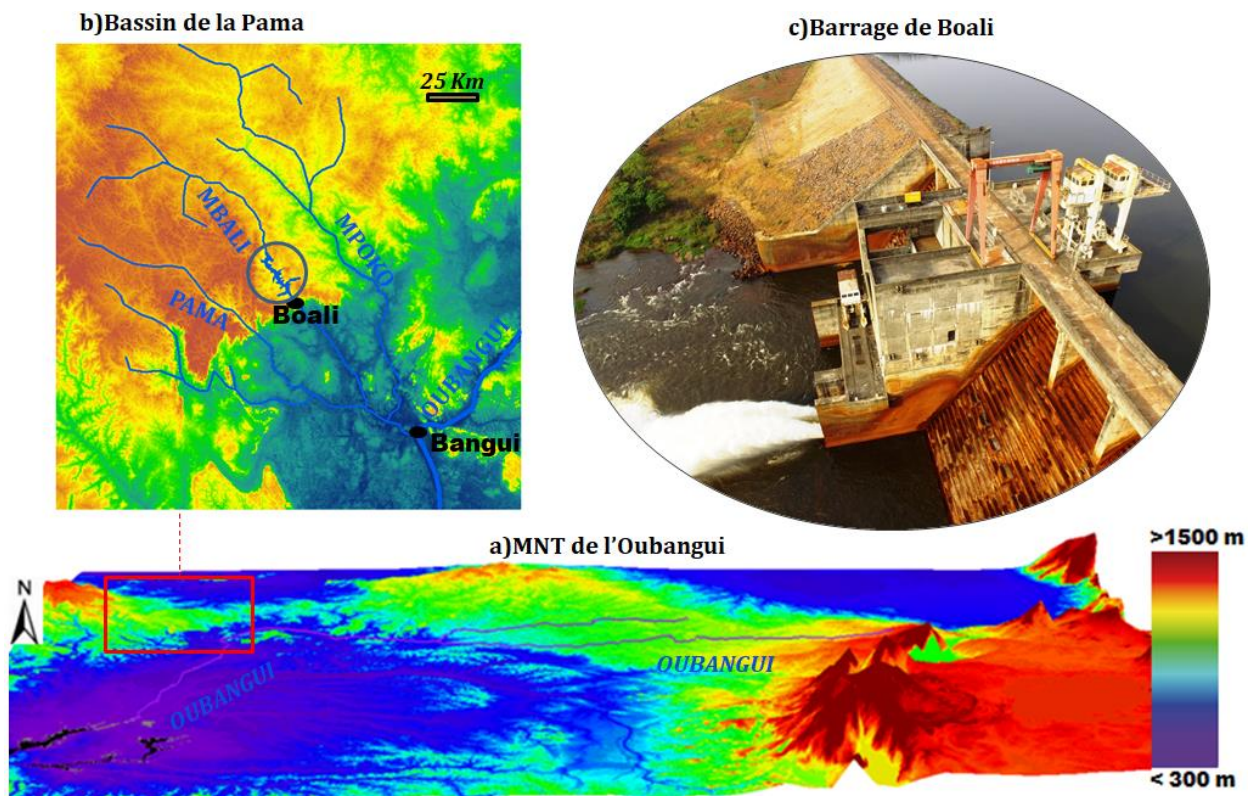 b)Bassin de la Pama
c)Barrage de Boali
25 Km
MBALI
MPOKO
PAMA
Boali
OUBANGUI
Bangui
a)MNT de l'Oubangui
>1500 m
N
OUBANGUI
OUBANGUI
< 300 m